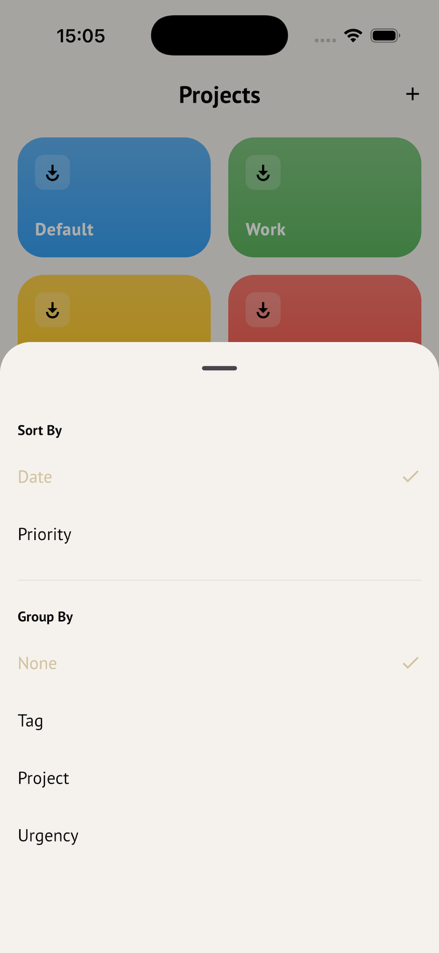 15:05
Projects
Default
Work
Sort By
Date
Priority
Group By
None
Tag
Project
Urgency